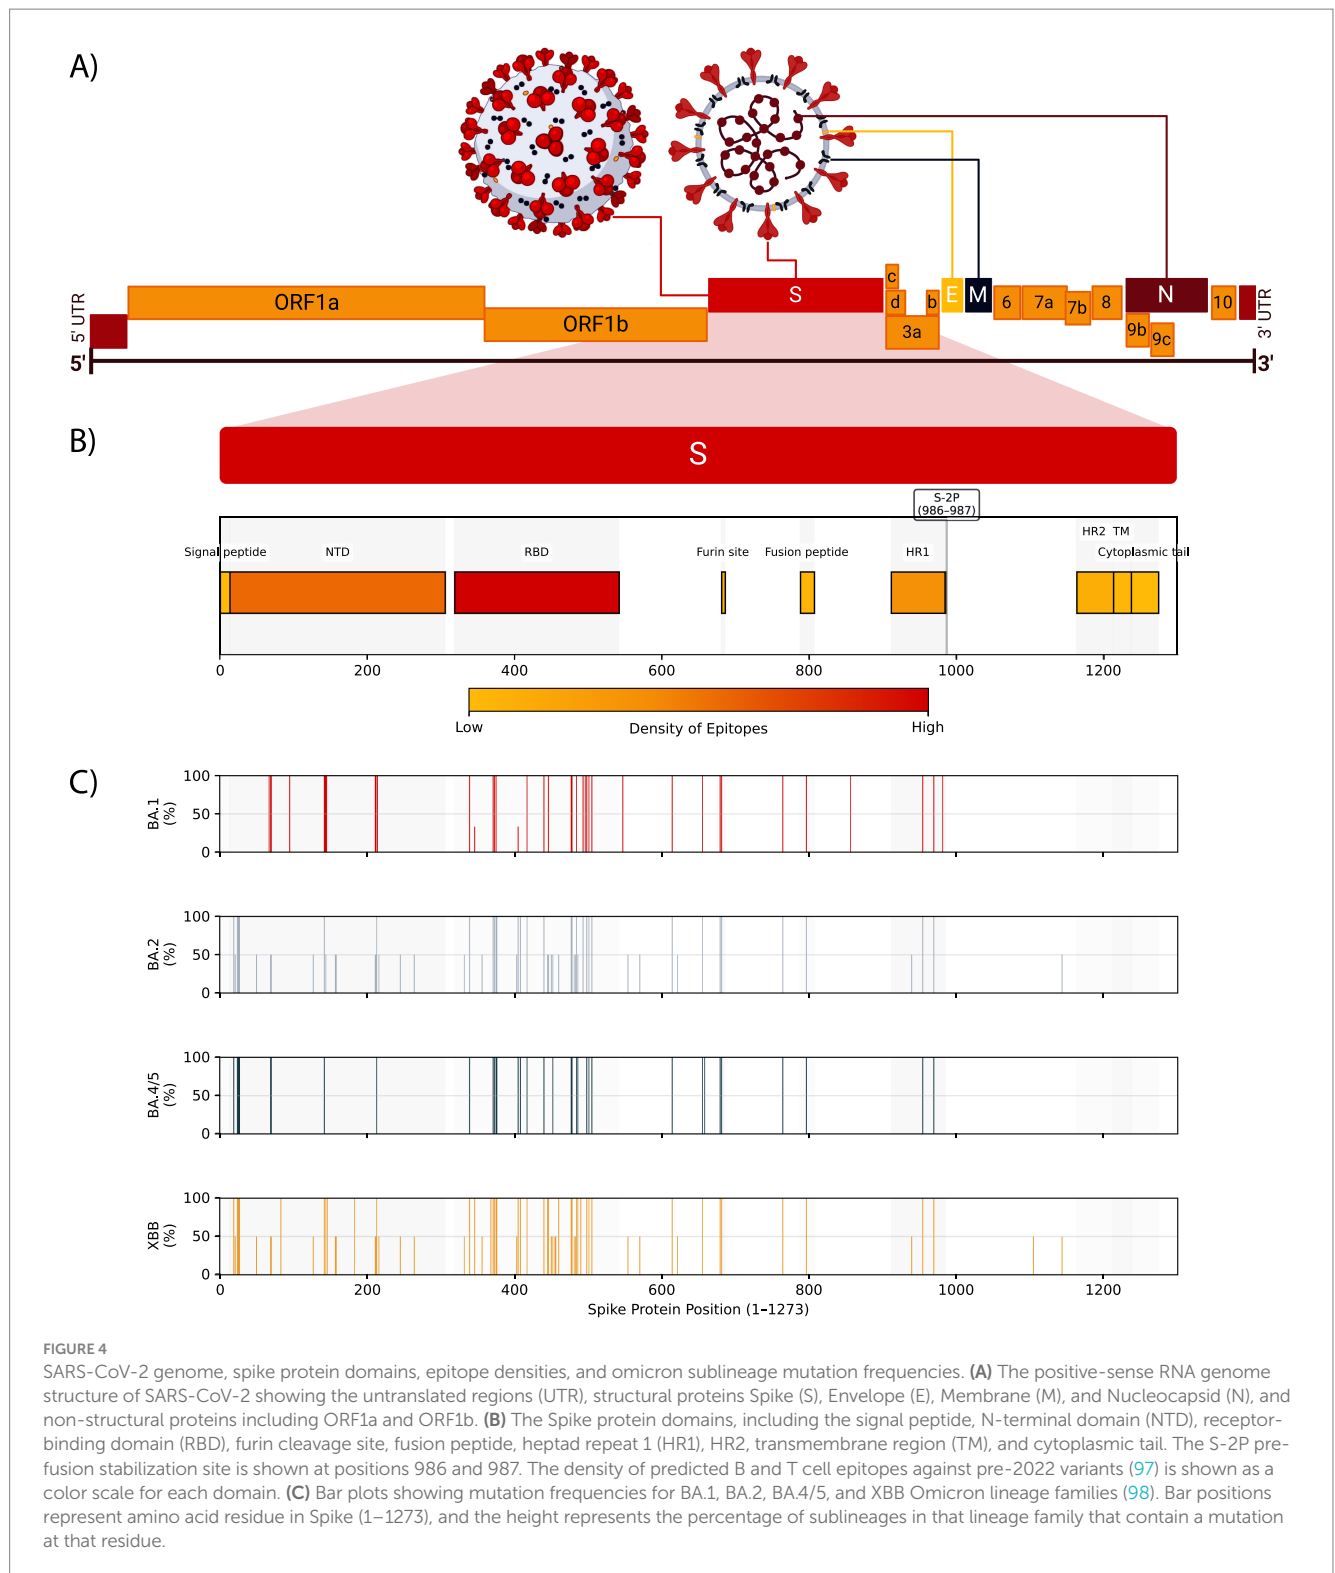 A)
5' UTR
ORF1a
ORF1b
S
c
d
b
3a
E
M
6
7a
7b
8
N
9b
9c
10
3' UTR
5'
3'
B)
S
S-2P
(986–987)
HR2 TM
Signal peptide
NTD
RBD
Furin site
Fusion peptide
HR1
Cytoplasmic tail
0 200 400 600 800 1000 1200
Low Density of Epitopes High
C)
BA.1
(%)
100
50
0
BA.2
(%)
100
50
0
BA.4/5
(%)
100
50
0
XBB
(%)
100
50
0
0 200 400 600 800 1000 1200
Spike Protein Position (1–1273)
FIGURE 4
SARS-CoV-2 genome, spike protein domains, epitope densities, and omicron sublineage mutation frequencies. (A) The positive-sense RNA genome
structure of SARS-CoV-2 showing the untranslated regions (UTR), structural proteins Spike (S), Envelope (E), Membrane (M), and Nucleocapsid (N), and
non-structural proteins including ORF1a and ORF1b. (B) The Spike protein domains, including the signal peptide, N-terminal domain (NTD), receptor-
binding domain (RBD), furin cleavage site, fusion peptide, heptad repeat 1 (HR1), HR2, transmembrane region (TM), and cytoplasmic tail. The S-2P pre-
fusion stabilization site is shown at positions 986 and 987. The density of predicted B and T cell epitopes against pre-2022 variants (97) is shown as a
color scale for each domain. (C) Bar plots showing mutation frequencies for BA.1, BA.2, BA.4/5, and XBB Omicron lineage families (98). Bar positions
represent amino acid residue in Spike (1–1273), and the height represents the percentage of sublineages in that lineage family that contain a mutation
at that residue.